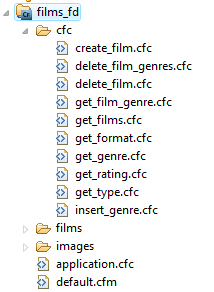 films_fd
cfc
create_film.cfc
delete_film_genres.cfc
delete_film.cfc
get_film_genre.cfc
get_films.cfc
get_format.cfc
get_genre.cfc
get_rating.cfc
get_type.cfc
insert_genre.cfc
films
images
application.cfc
default.cfm